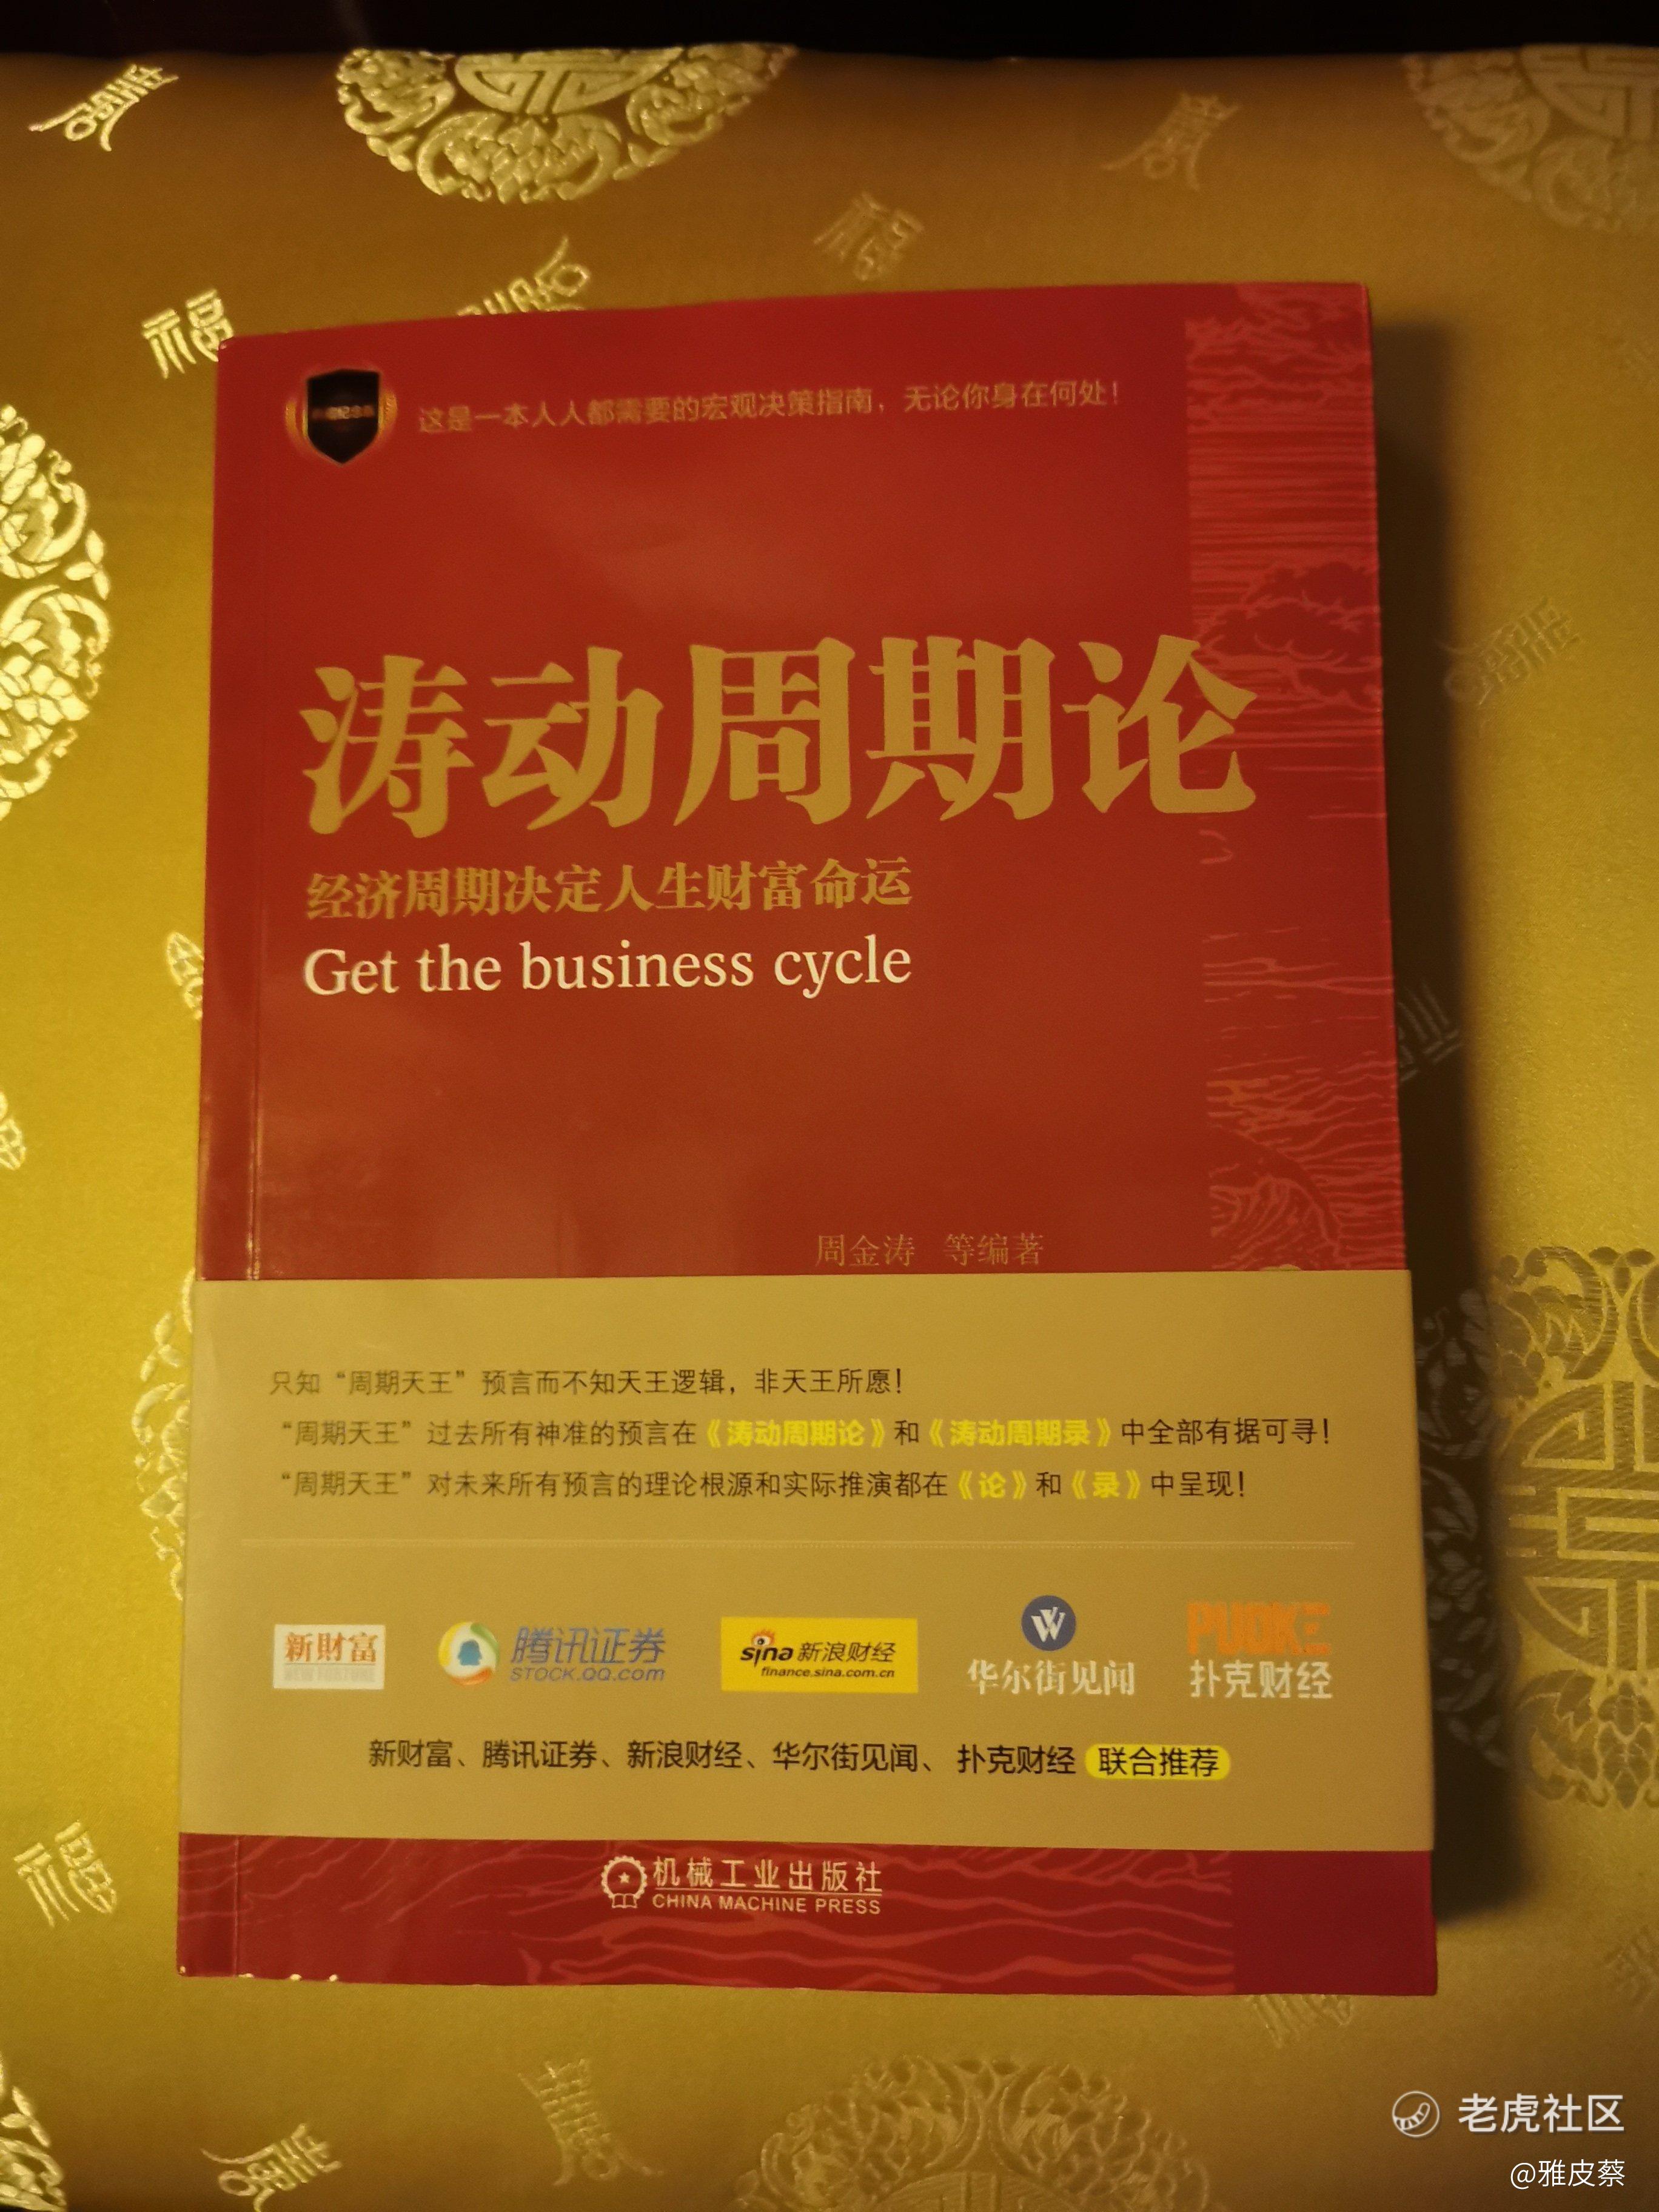 这是一本人人都需要的宏观决策指南，无论你身在何处！
涛动周期论
经济周期决定人生财富命运
Get the business cycle
周金涛 等编著
只知“周期天王”预言而不知天王逻辑，非天王所愿！
“周期天王”过去所有神准的预言在《涛动周期论》和《涛动周期录》中全部有据可寻！
“周期天王”对未来所有预言的理论根源和实际推演都在《论》和《录》中呈现！
新財富
NEW FORTUNE
腾讯证券
STOCK.QQ.COM
sina 新浪财经
finance.sina.com.cn
W
华尔街见闻
PUOKE
扑克财经
新财富、腾讯证券、新浪财经、华尔街见闻、扑克财经 联合推荐
机械工业出版社
CHINA MACHINE PRESS
老虎社区
@雅皮蔡